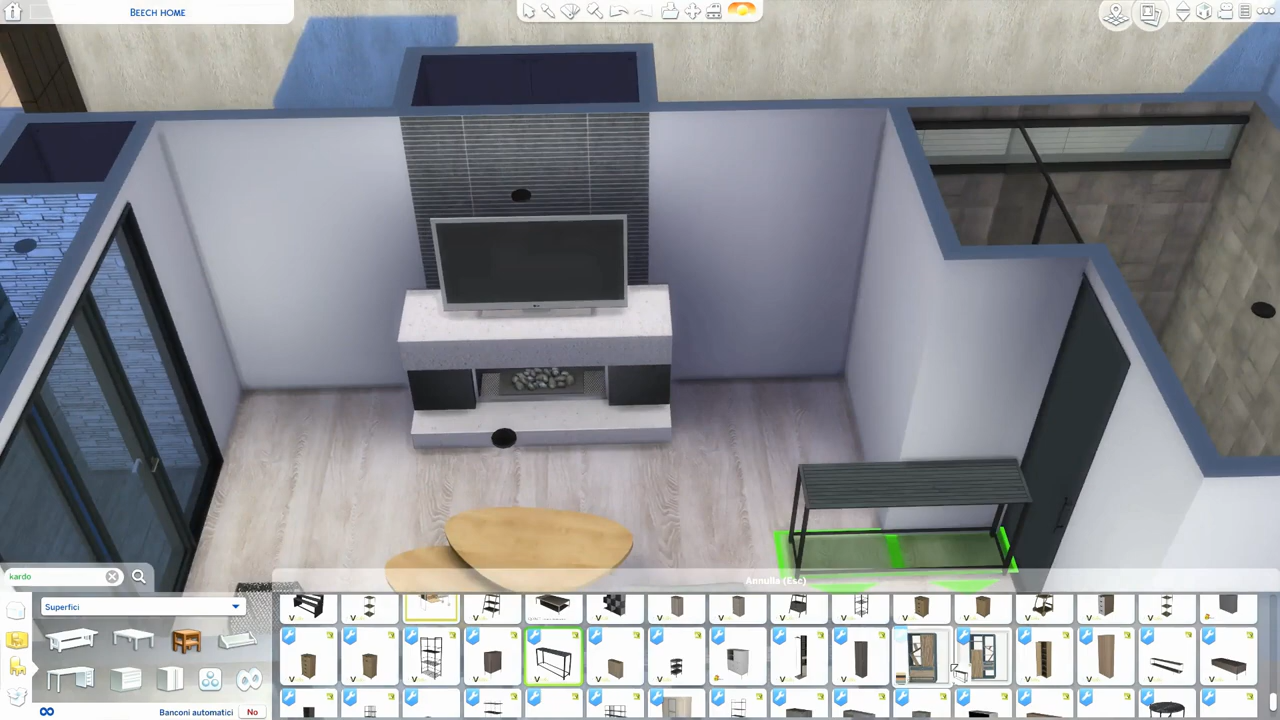 BEECH HOME
kardo
Annulla (Esc)
Superfici
Banconi automatici No